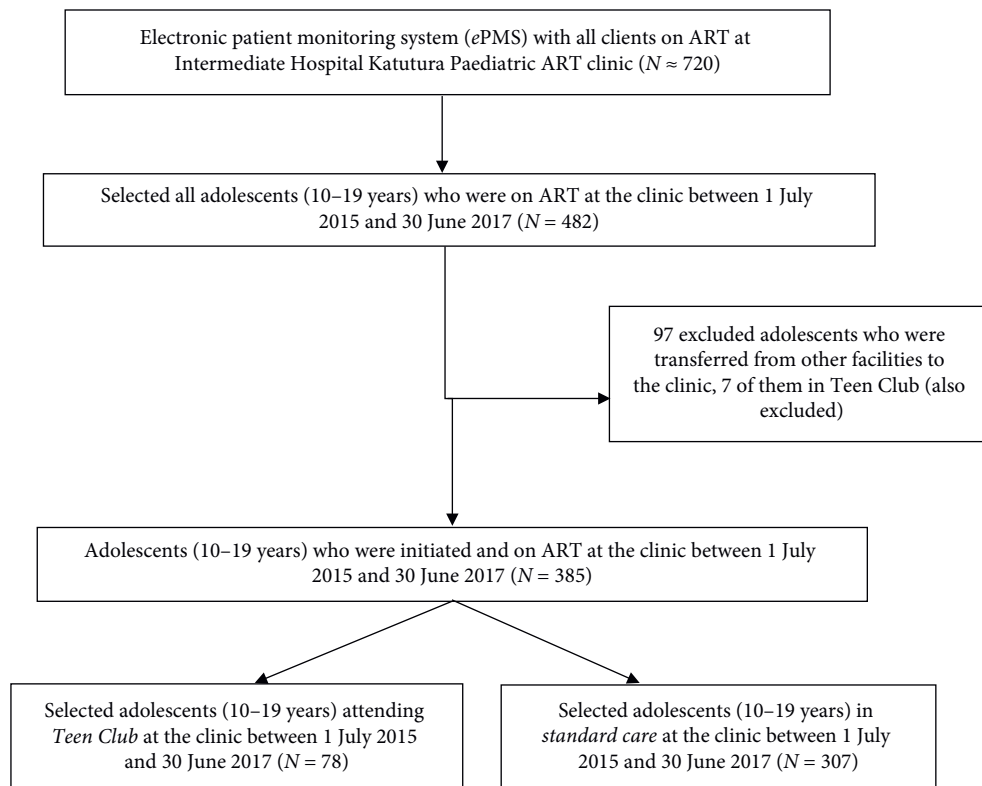 Electronic patient monitoring system (ePMS) with all clients on ART at
Intermediate Hospital Katutura Paediatric ART clinic (N ≈ 720)
Selected all adolescents (10–19 years) who were on ART at the clinic between 1 July
2015 and 30 June 2017 (N = 482)
97 excluded adolescents who were
transferred from other facilities to
the clinic, 7 of them in Teen Club (also
excluded)
Adolescents (10–19 years) who were initiated and on ART at the clinic between 1 July
2015 and 30 June 2017 (N = 385)
Selected adolescents (10–19 years) attending
Teen Club at the clinic between 1 July 2015
and 30 June 2017 (N = 78)
Selected adolescents (10–19 years) in
standard care at the clinic between 1 July
2015 and 30 June 2017 (N = 307)